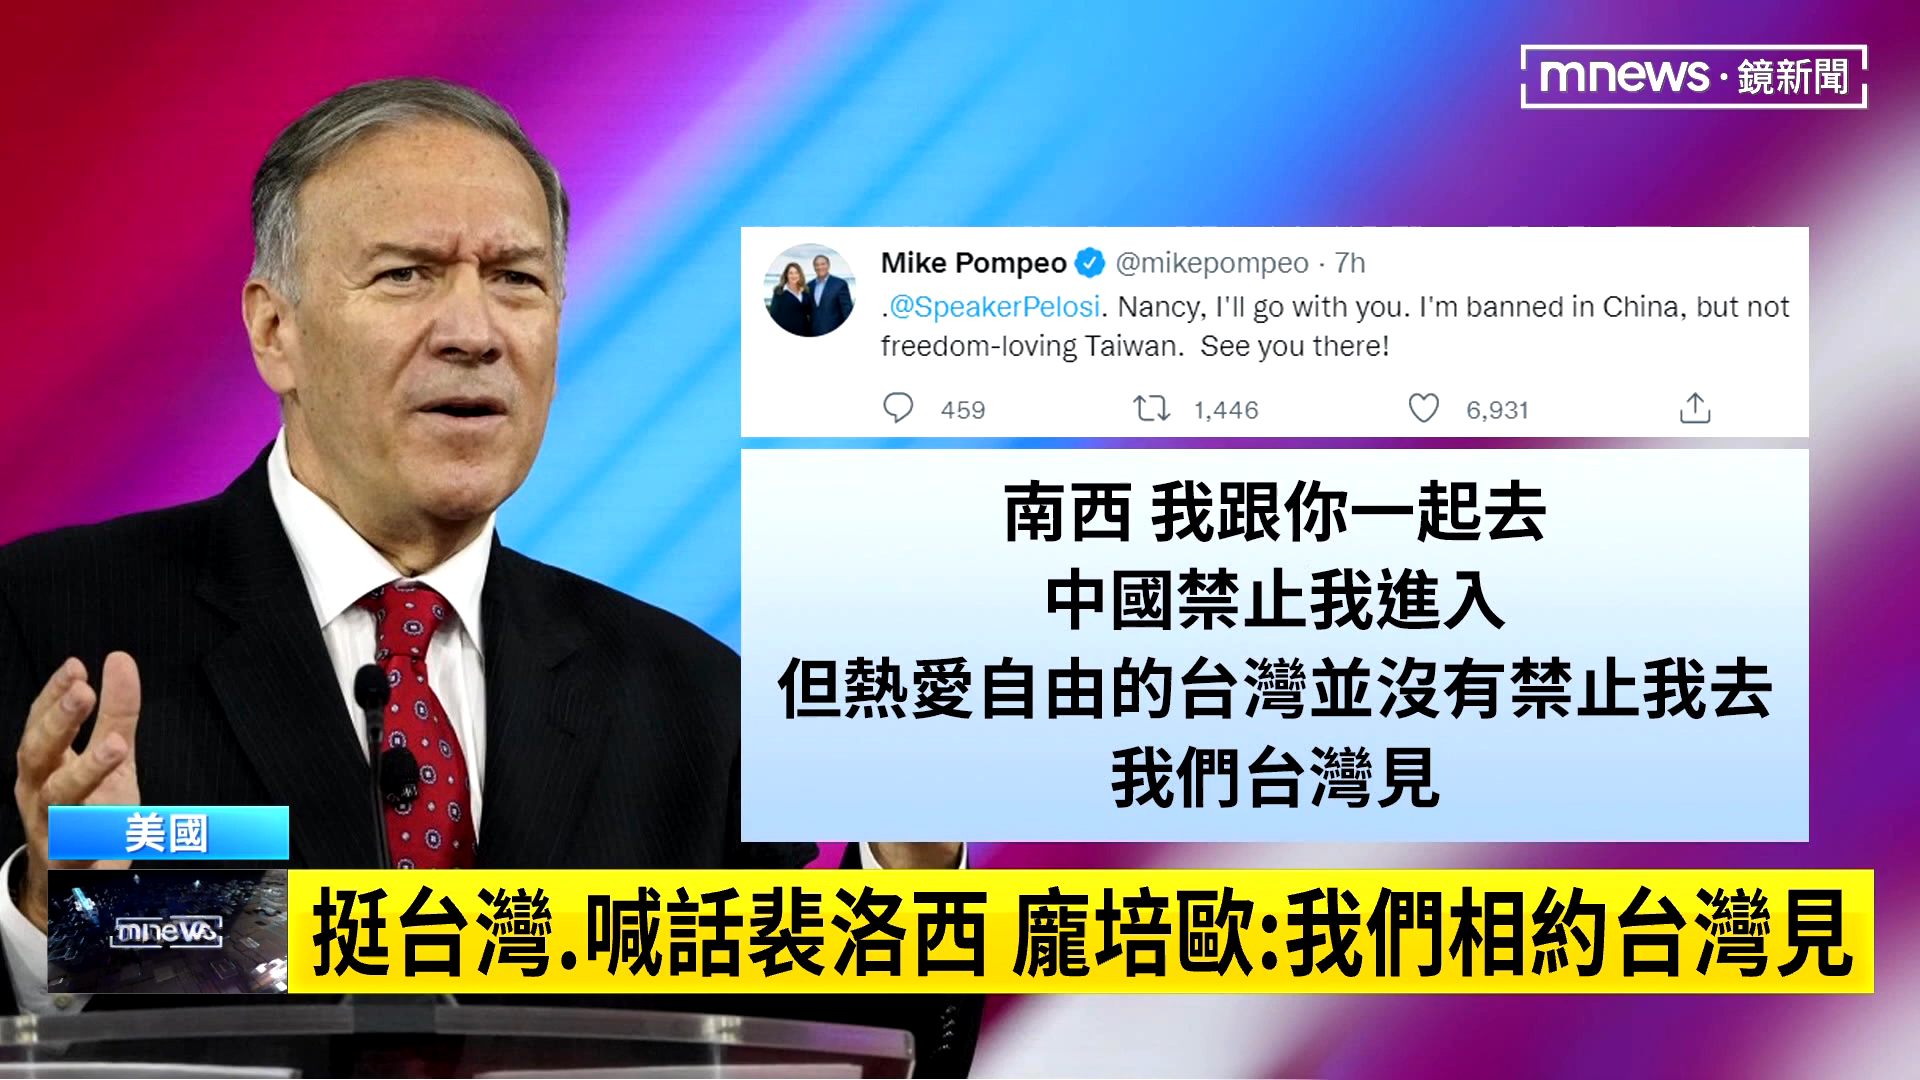 mnews·鏡新聞
Mike Pompeo @mikepompeo · 7h
.@SpeakerPelosi. Nancy, I'll go with you. I'm banned in China, but not
freedom-loving Taiwan.  See you there!
459 1,446 6,931
南西 我跟你一起去
中國禁止我進入
但熱愛自由的台灣並沒有禁止我去
我們台灣見
美國
mnews
挺台灣.喊話裴洛西 龐培歐:我們相約台灣見